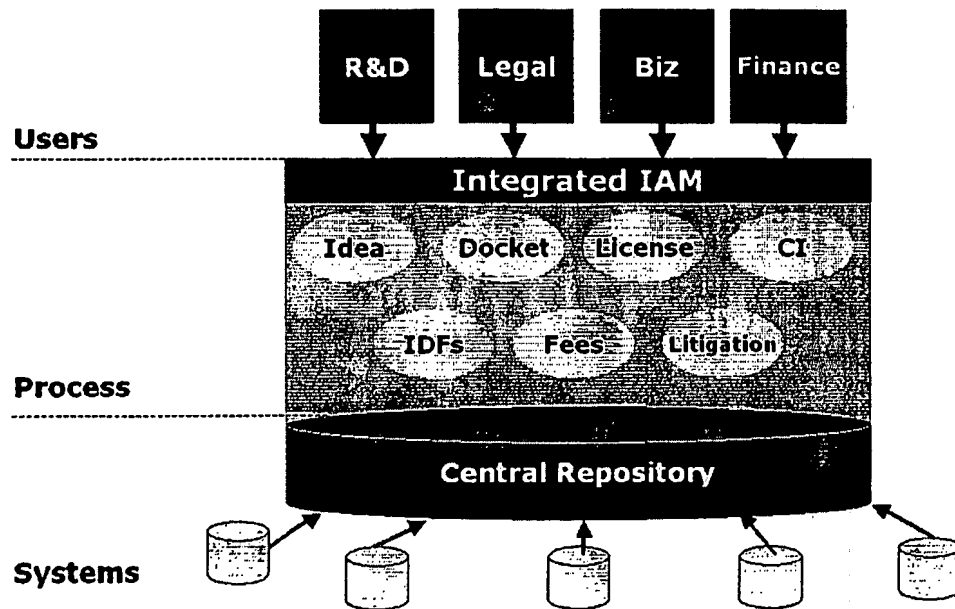 R&D Legal Biz Finance
Users
Integrated IAM
Idea Docket License CI
IDFs Fees Litigation
Process
Central Repository
Systems